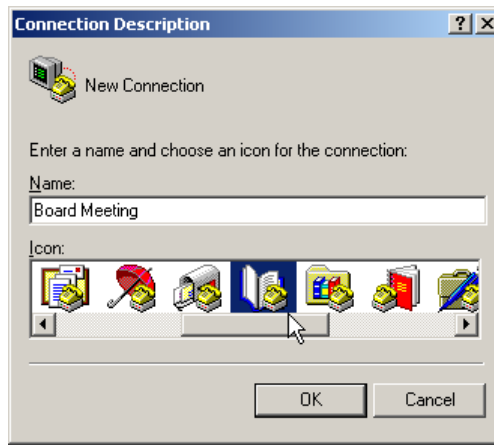 Connection Description
New Connection
Enter a name and choose an icon for the connection:
Name:
Board Meeting
Icon:
OK Cancel